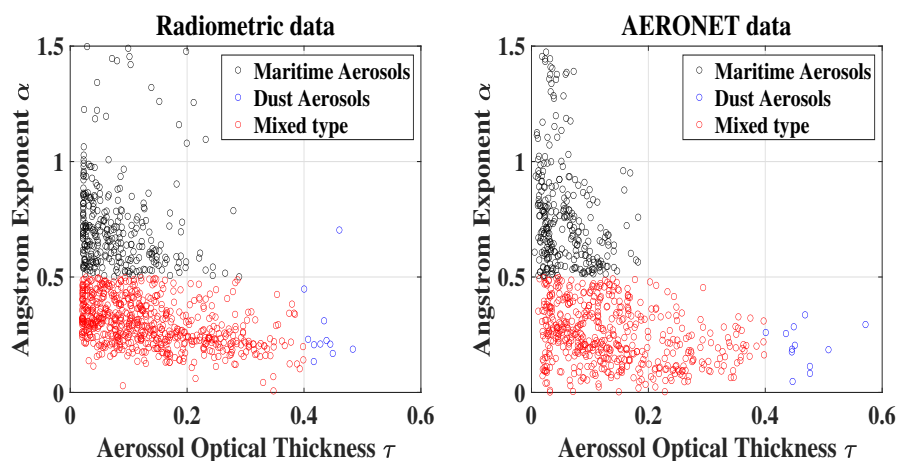 Radiometric data
1.5
1
0.5
0
0
0.2
0.4
0.6
Angstrom Exponent α
Aerossol Optical Thickness τ
Maritime Aerosols
Dust Aerosols
Mixed type
AERONET data
1.5
1
0.5
0
0
0.2
0.4
0.6
Angstrom Exponent α
Aerossol Optical Thickness τ
Maritime Aerosols
Dust Aerosols
Mixed type